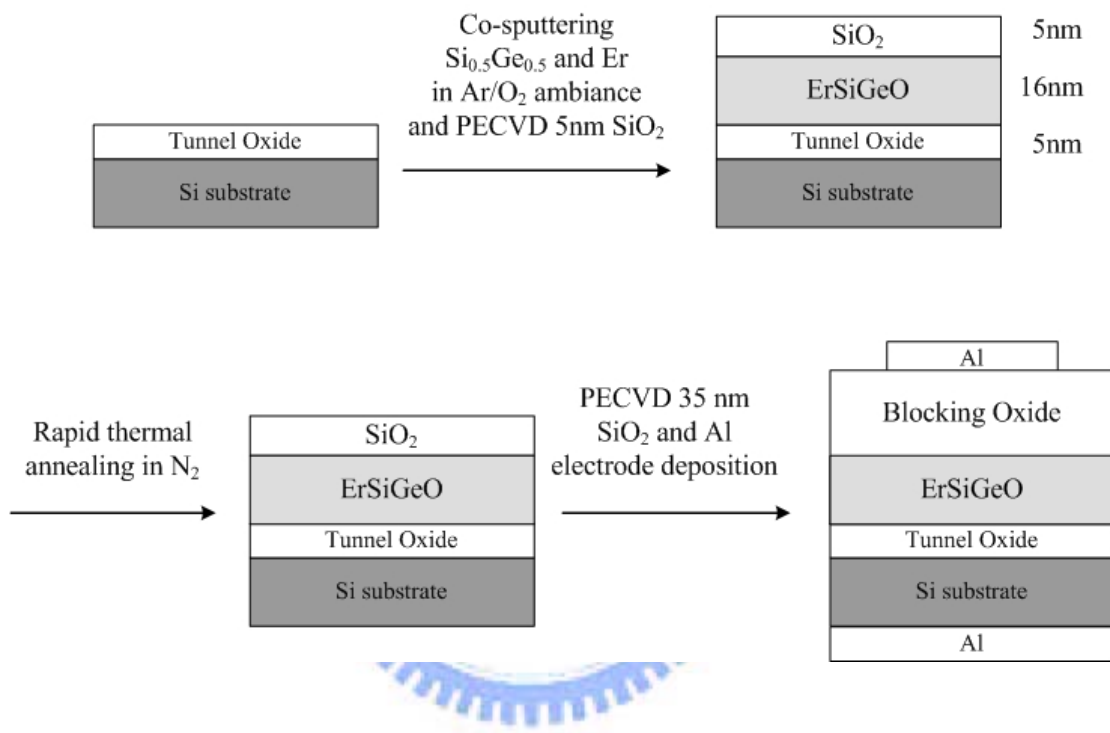 Co-sputtering
Si₀.₅Ge₀.₅ and Er
in Ar/O₂ ambiance
and PECVD 5nm SiO₂
Tunnel Oxide
Si substrate
SiO₂
5nm
ErSiGeO
16nm
Tunnel Oxide
5nm
Si substrate
Rapid thermal
annealing in N₂
SiO₂
ErSiGeO
Tunnel Oxide
Si substrate
PECVD 35 nm
SiO₂ and Al
electrode deposition
Al
Blocking Oxide
ErSiGeO
Tunnel Oxide
Si substrate
Al